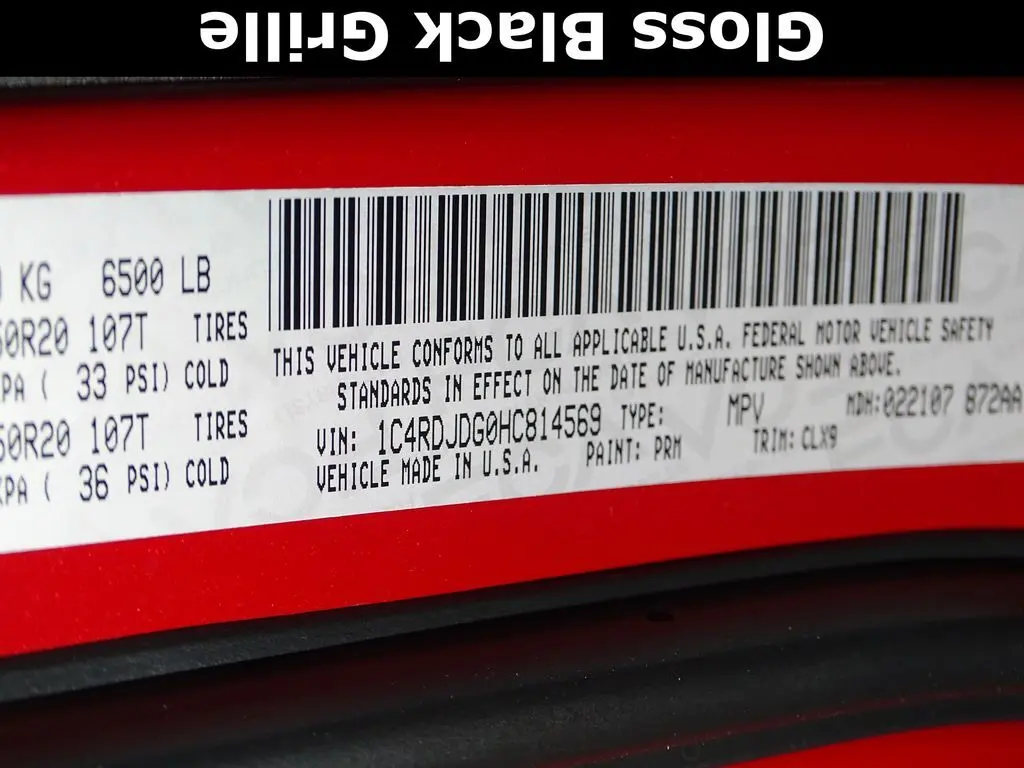 Gloss Black Grille
KG 6500 LB
50R20 107T TIRES
KPA ( 33 PSI) COLD
50R20 107T TIRES
KPA ( 36 PSI) COLD
THIS VEHICLE CONFORMS TO ALL APPLICABLE U.S.A. FEDERAL MOTOR VEHICLE SAFETY
STANDARDS IN EFFECT ON THE DATE OF MANUFACTURE SHOWN ABOVE.
VIN: 1C4RDJDG0HC814569 TYPE: MPV MDH:022107 872AA
VEHICLE MADE IN U.S.A. PAINT: PRM TRIM: CLX9